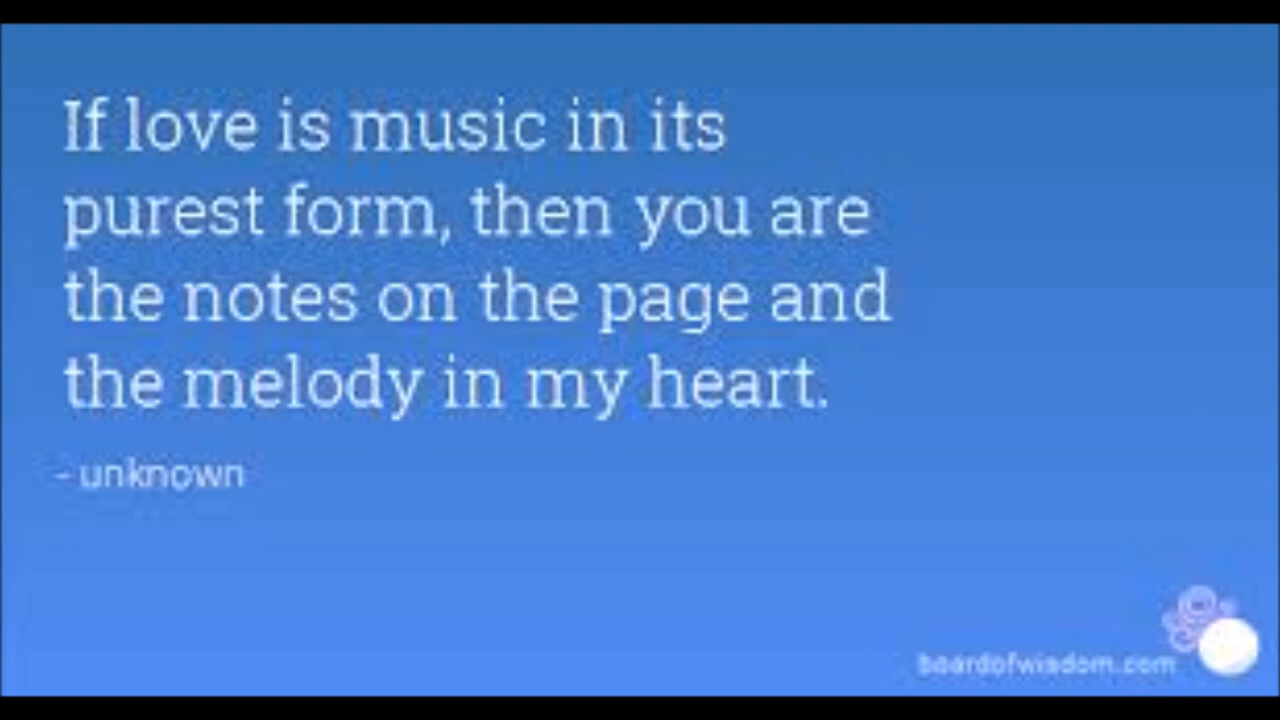 If love is music in its
purest form, then you are
the notes on the page and
the melody in my heart.
- unknown
boardofwisdom.com